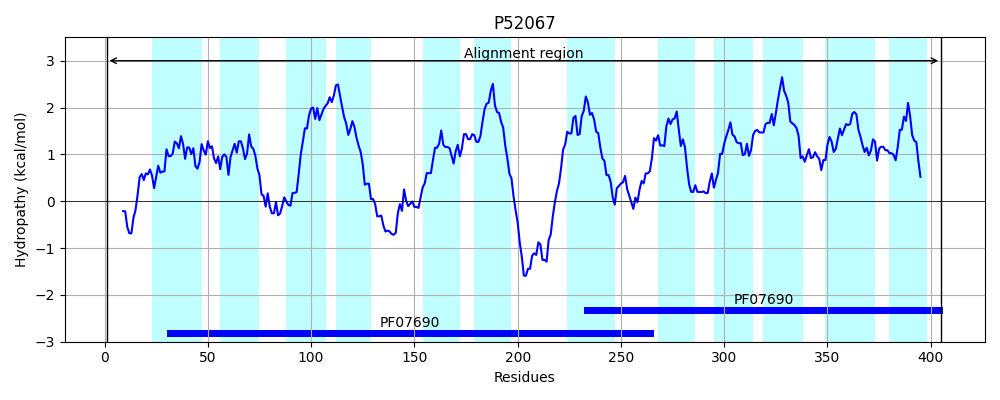 P52067
Alignment region
Hydropathy (kcal/mol)
3
2
1
0
−1
−2
−3
PF07690
PF07690
0 50 100 150 200 250 300 350 400
Residues